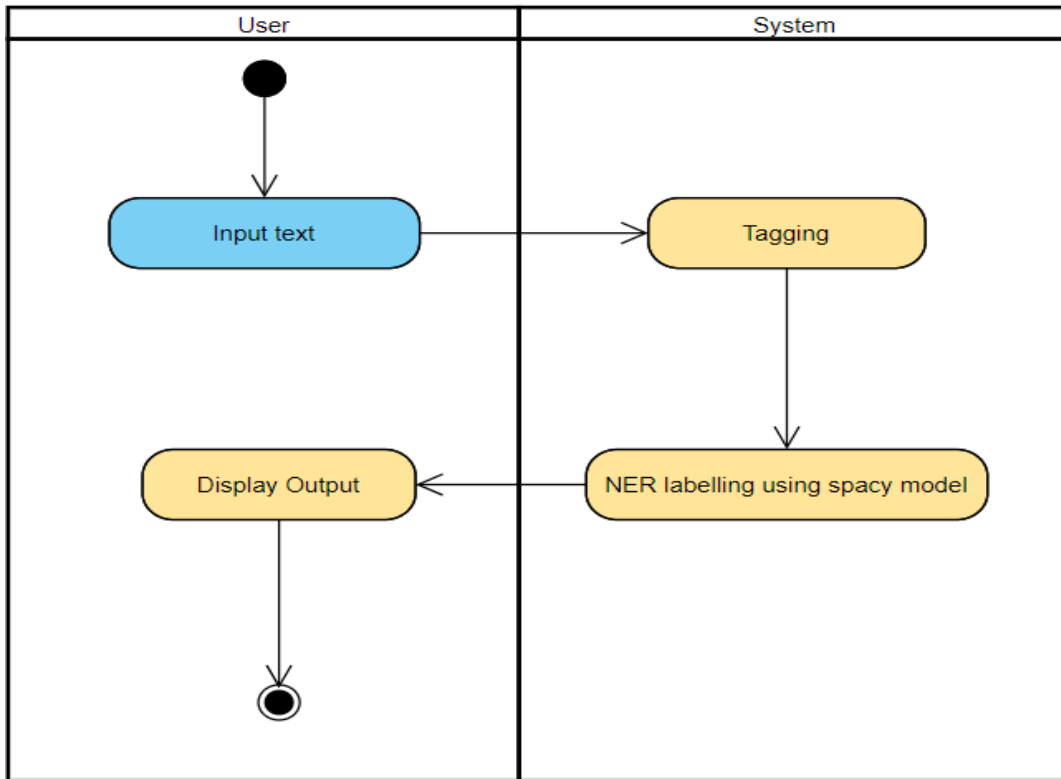 User
System
Input text
Tagging
Display Output
NER labelling using spacy model